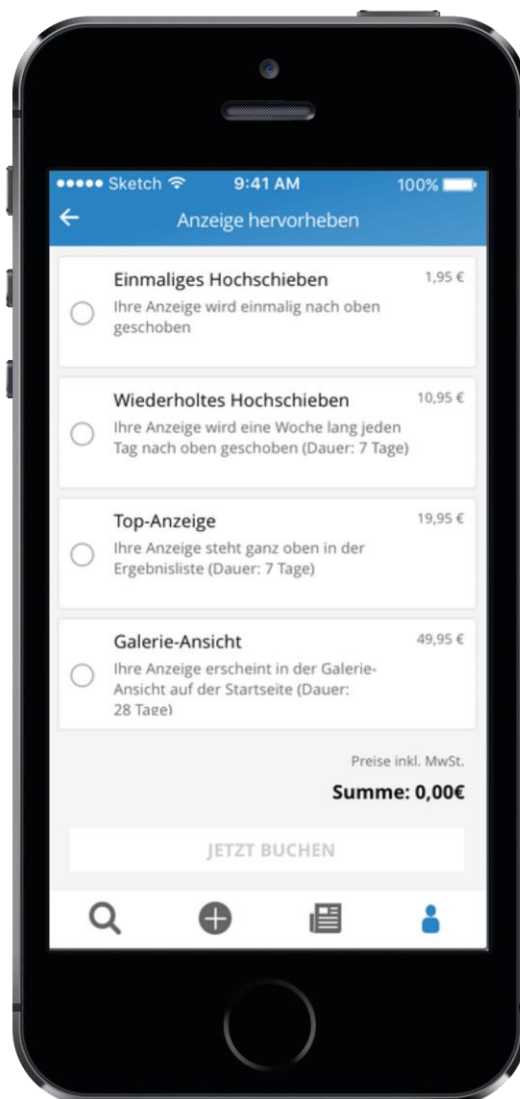 Sketch 9:41 AM 100%
Anzeige hervorheben
Einmaliges Hochschieben 1,95 €
Ihre Anzeige wird einmalig nach oben
geschoben
Wiederholtes Hochschieben 10,95 €
Ihre Anzeige wird eine Woche lang jeden
Tag nach oben geschoben (Dauer: 7 Tage)
Top-Anzeige 19,95 €
Ihre Anzeige steht ganz oben in der
Ergebnisliste (Dauer: 7 Tage)
Galerie-Ansicht 49,95 €
Ihre Anzeige erscheint in der Galerie-
Ansicht auf der Startseite (Dauer:
28 Tage)
Preise inkl. MwSt.
Summe: 0,00€
JETZT BUCHEN